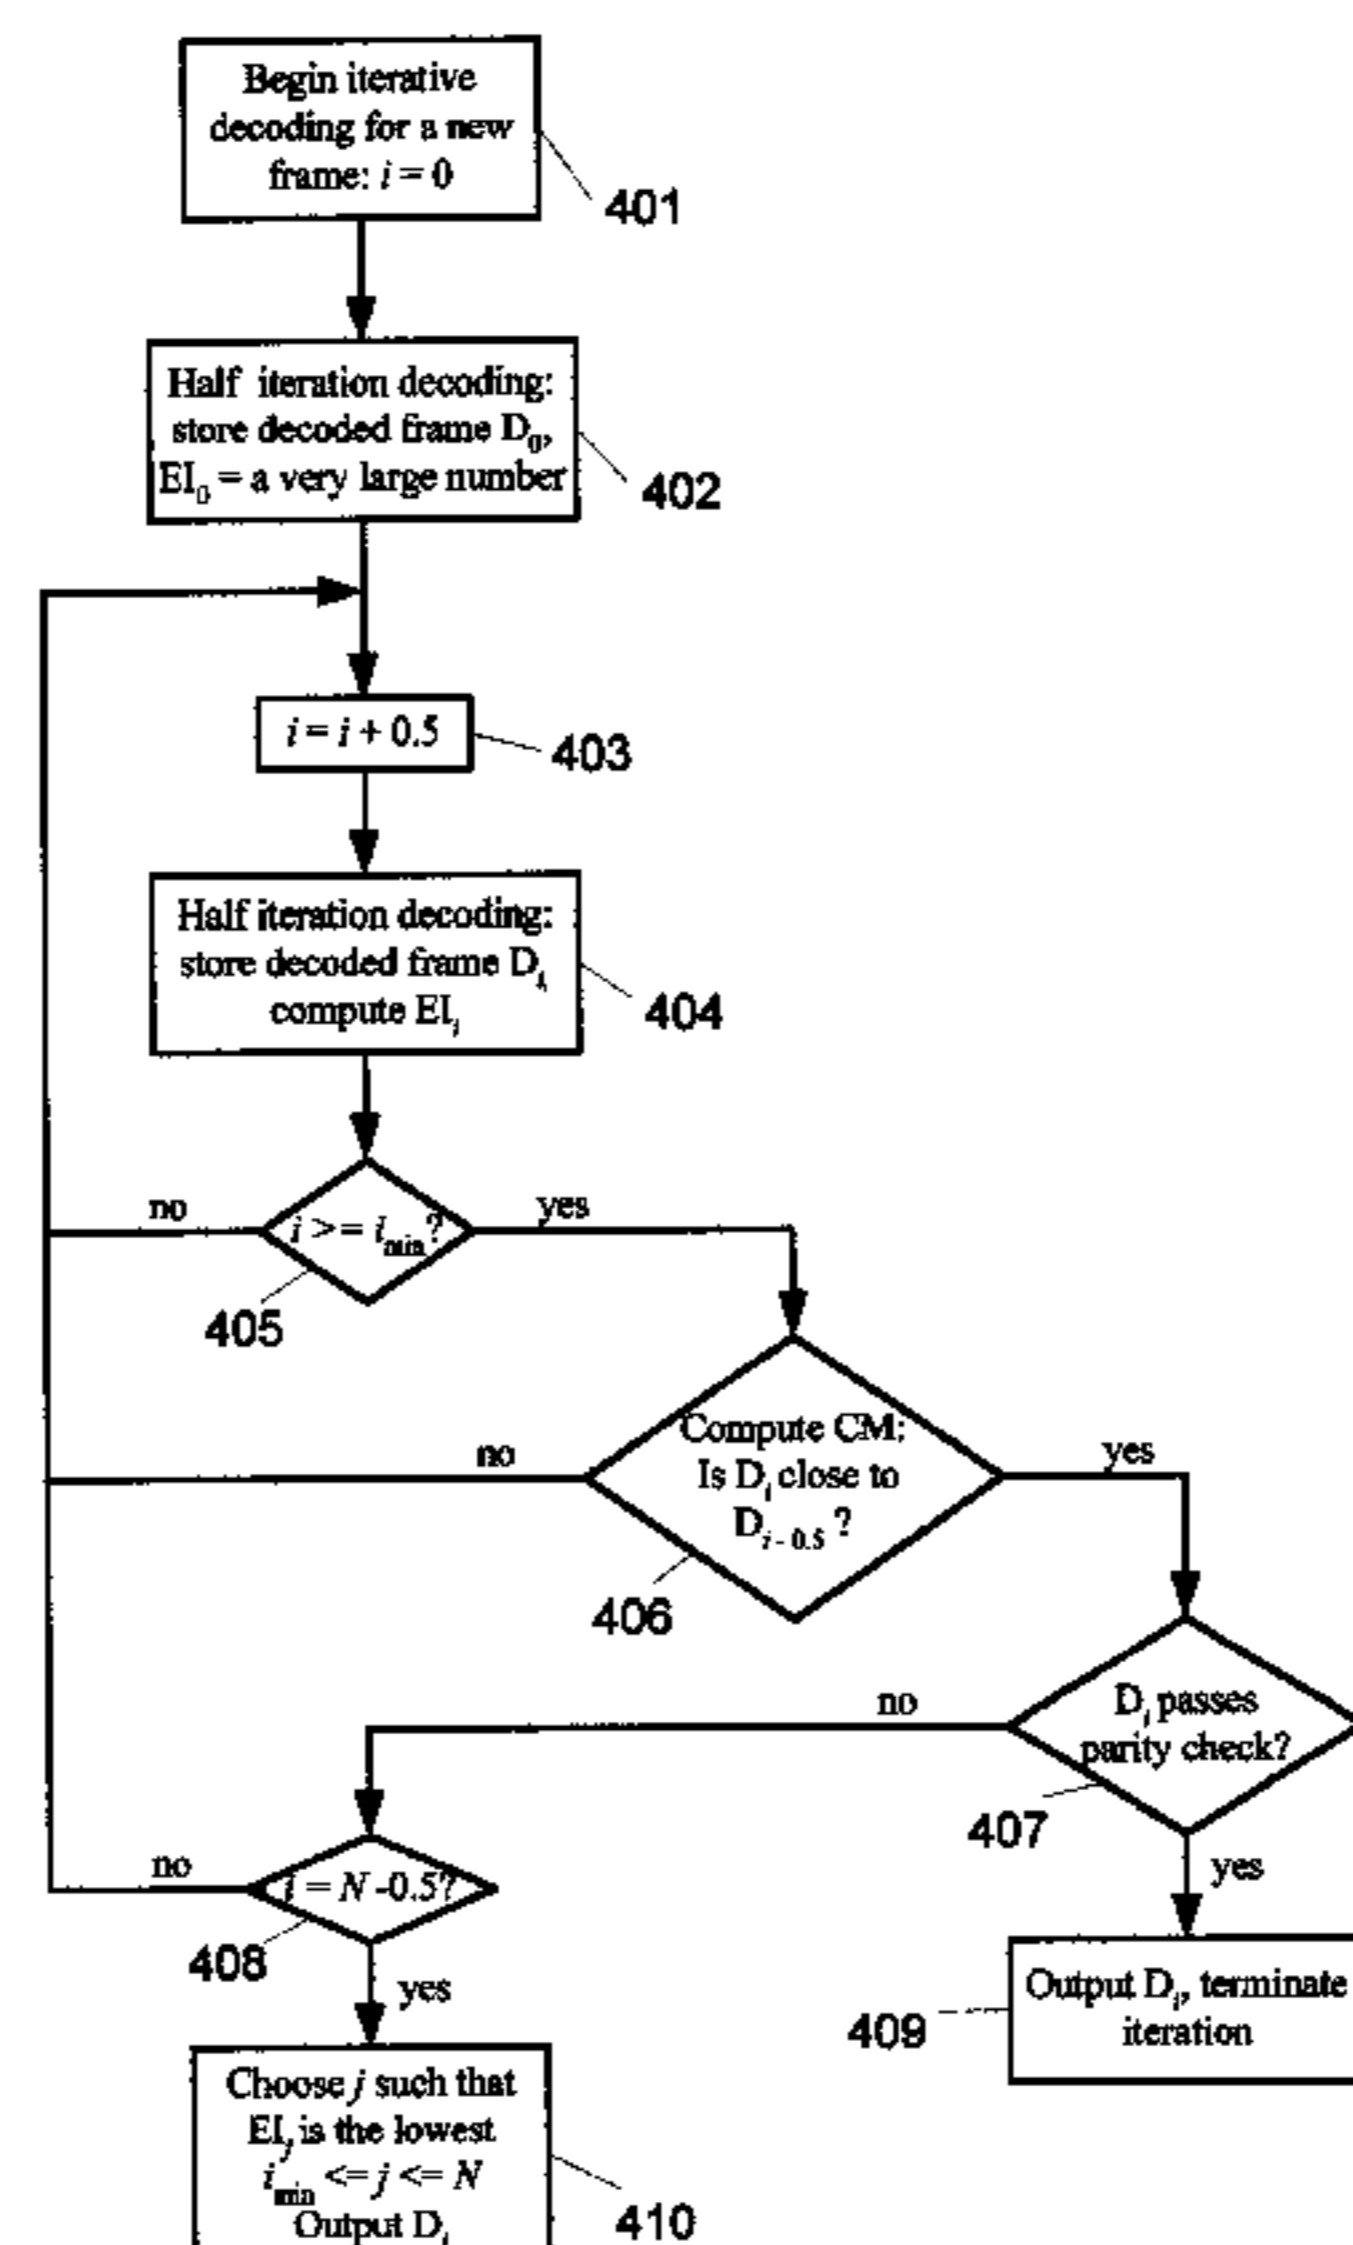 Begin iterative
decoding for a new
frame: i = 0
401
Half iteration decoding:
store decoded frame D₀,
EI₀ = a very large number
402
i = i + 0.5
403
Half iteration decoding:
store decoded frame Dᵢ,
compute EIᵢ
404
no
i >= i_min?
yes
405
no
Compute CM:
Is Dᵢ close to
D_{i - 0.5} ?
yes
406
no
Dᵢ passes
parity check?
407
yes
no
i = N -0.5?
408
yes
Output Dᵢ, terminate
iteration
409
Choose j such that
EIⱼ is the lowest
i_min <= j <= N
Output Dⱼ
410